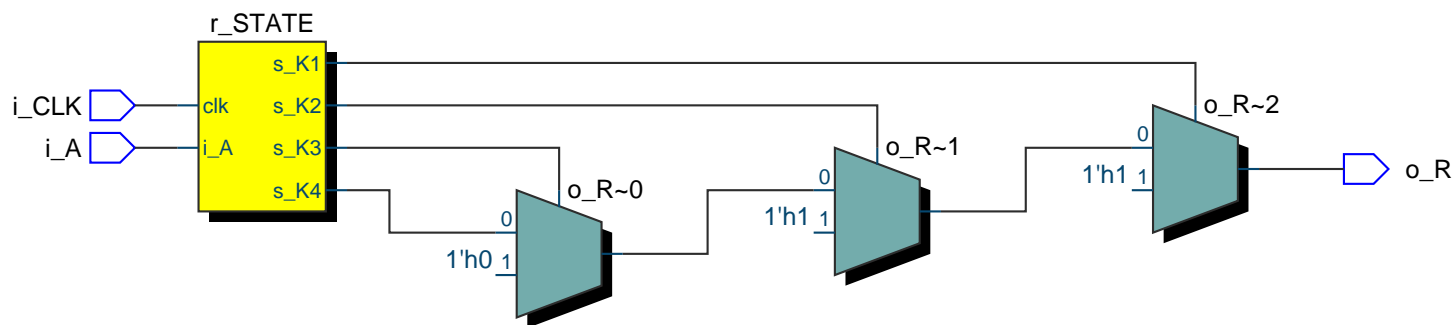 r_STATE
i_CLK
i_A
clk
i_A
s_K1
s_K2
s_K3
s_K4
o_R~0
0
1'h0 1
o_R~1
0
1'h1 1
o_R~2
0
1'h1 1
o_R